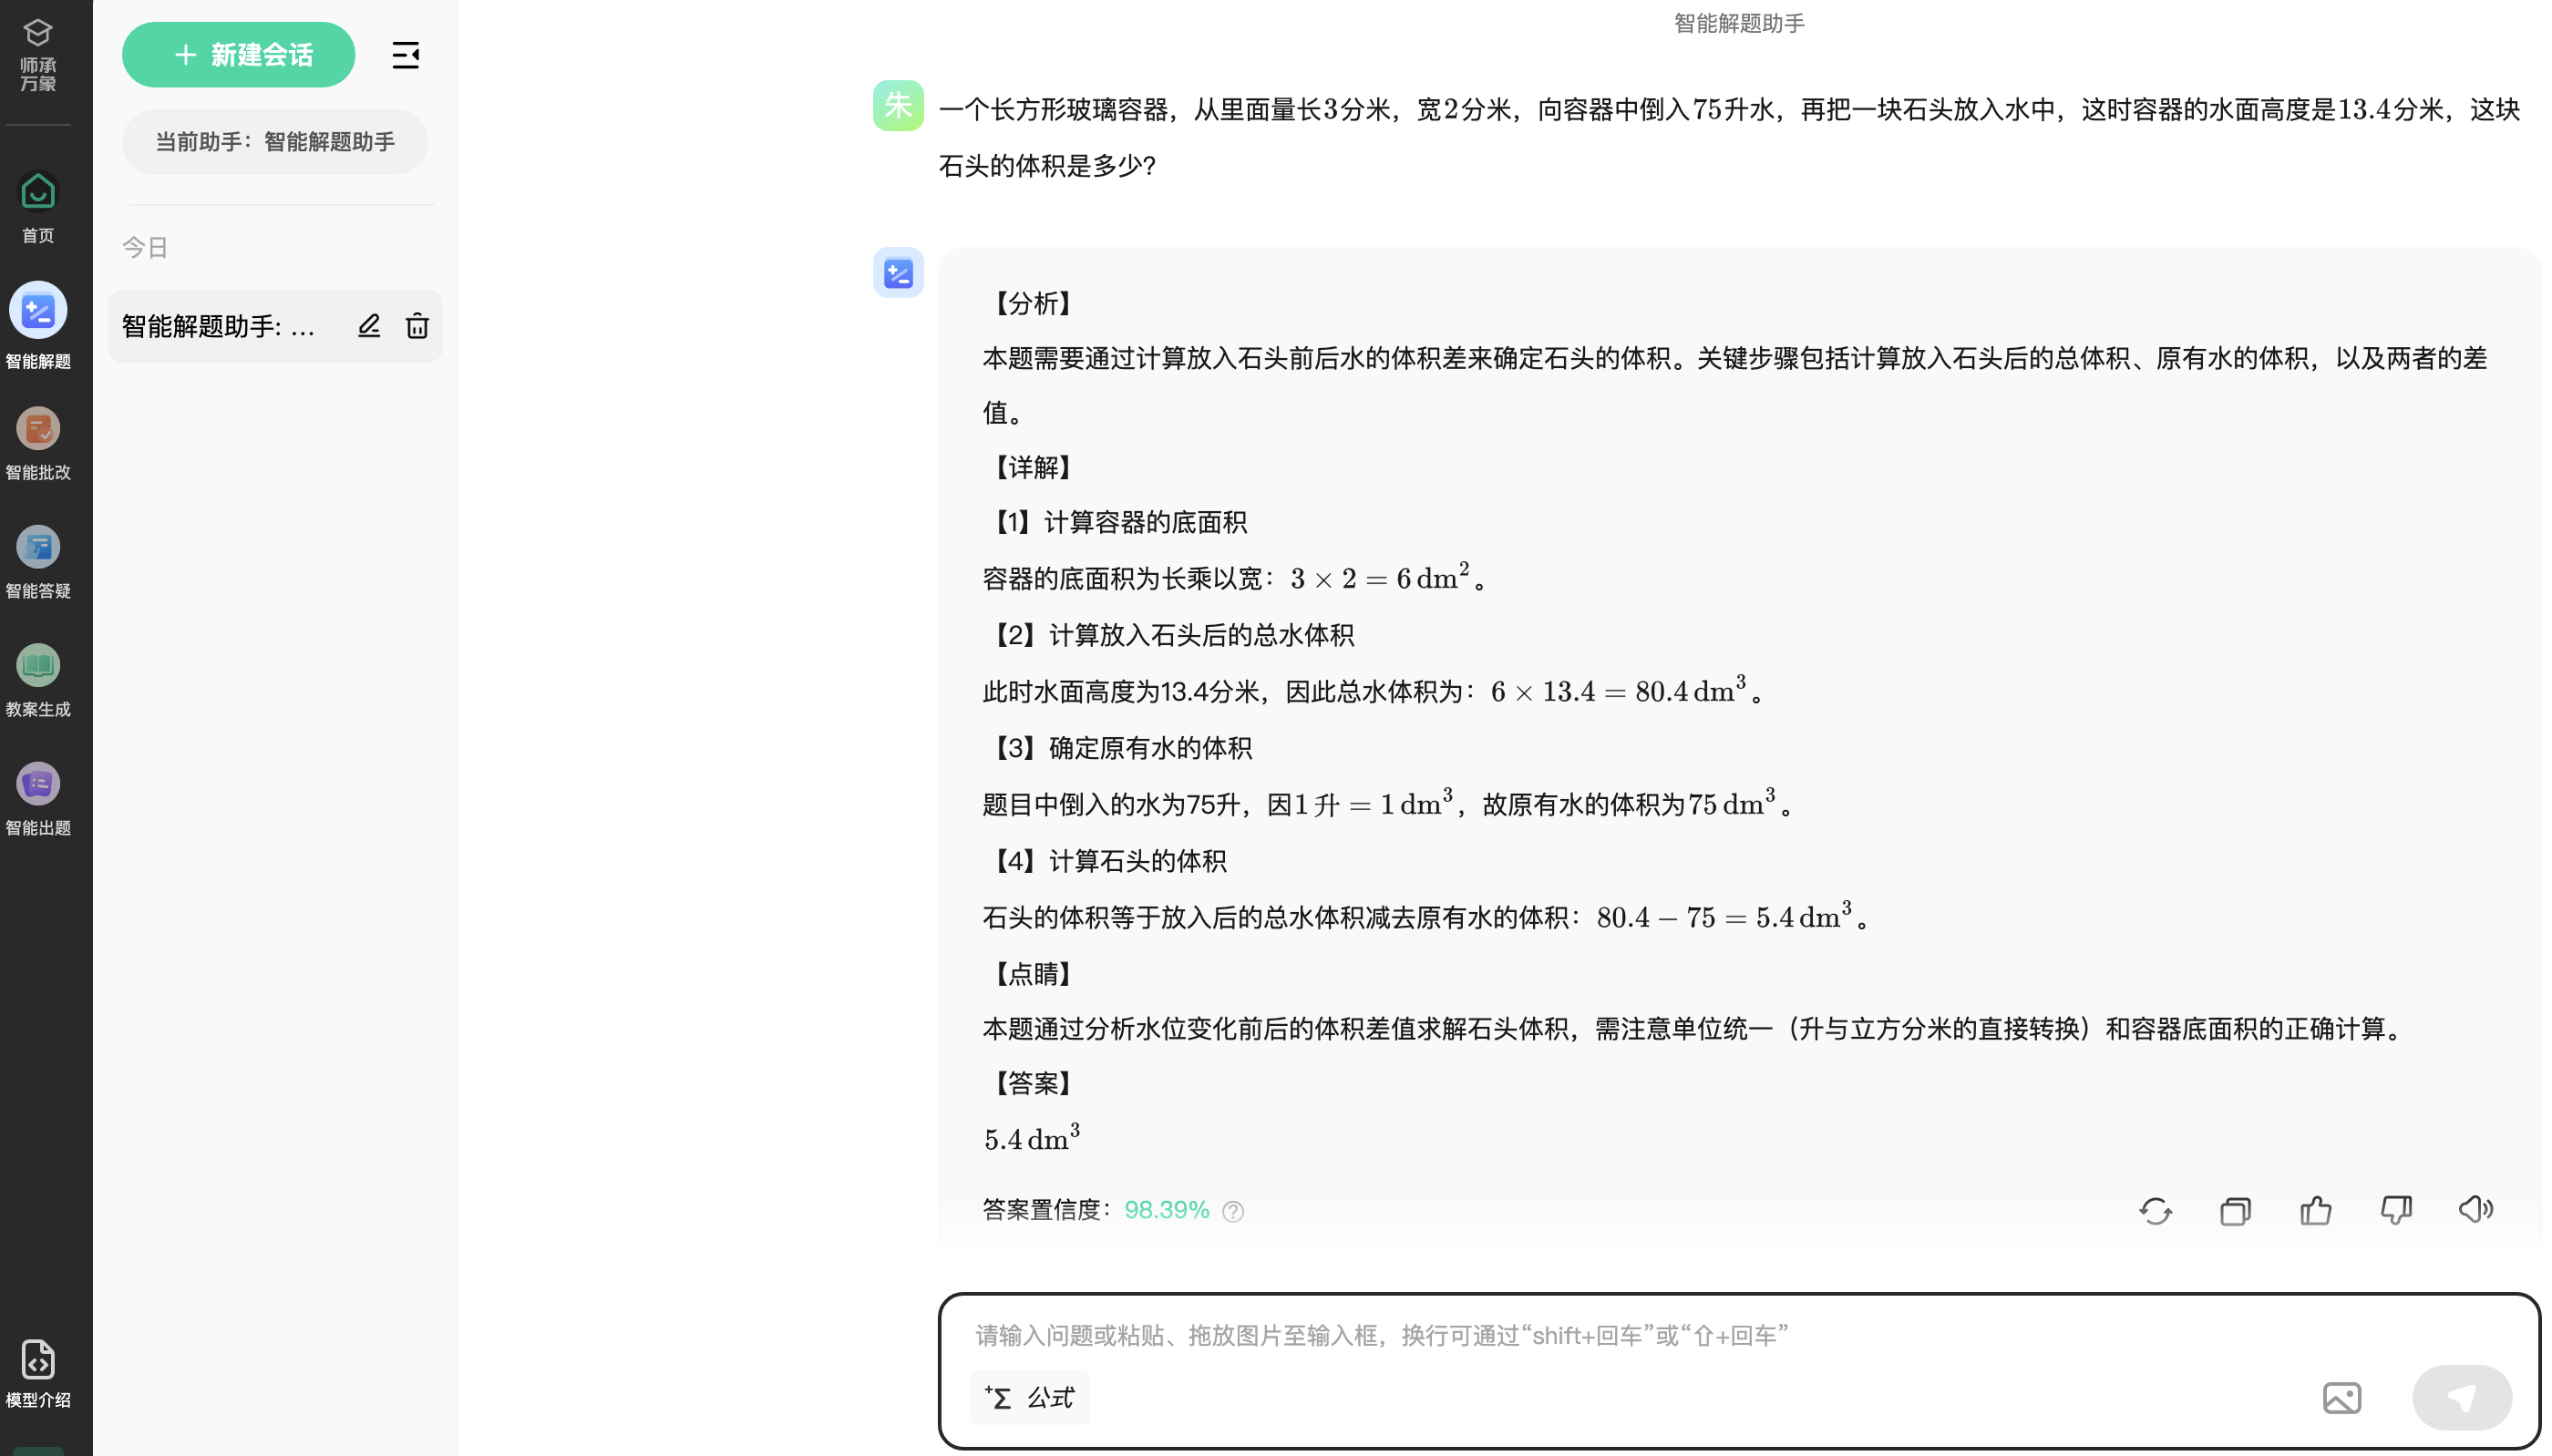 师承
万象
首页
智能解题
智能批改
智能答疑
教案生成
智能出题
模型介绍
+ 新建会话
当前助手：智能解题助手
今日
智能解题助手: ...
智能解题助手
朱
一个长方形玻璃容器，从里面量长3分米，宽2分米，向容器中倒入75升水，再把一块石头放入水中，这时容器的水面高度是13.4分米，这块
石头的体积是多少?
【分析】
本题需要通过计算放入石头前后水的体积差来确定石头的体积。关键步骤包括计算放入石头后的总体积、原有水的体积，以及两者的差
值。
【详解】
【1】计算容器的底面积
容器的底面积为长乘以宽：3 × 2 = 6 dm²。
【2】计算放入石头后的总水体积
此时水面高度为13.4分米，因此总水体积为：6 × 13.4 = 80.4 dm³。
【3】确定原有水的体积
题目中倒入的水为75升，因1 升 = 1 dm³，故原有水的体积为75 dm³。
【4】计算石头的体积
石头的体积等于放入后的总水体积减去原有水的体积：80.4 − 75 = 5.4 dm³。
【点睛】
本题通过分析水位变化前后的体积差值求解石头体积，需注意单位统一（升与立方分米的直接转换）和容器底面积的正确计算。
【答案】
5.4 dm³
答案置信度：98.39% ?
请输入问题或粘贴、拖放图片至输入框，换行可通过“shift+回车”或“⇧+回车”
⁺Σ 公式